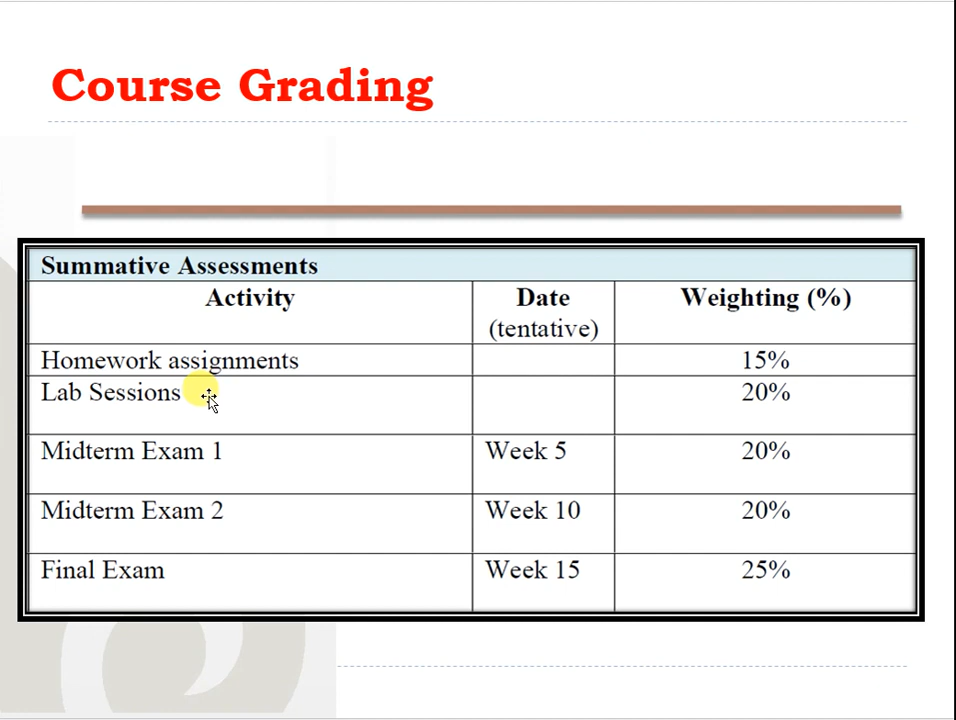 Course Grading
Summative Assessments
Activity Date Weighting (%)
(tentative)
Homework assignments 15%
Lab Sessions 20%
Midterm Exam 1 Week 5 20%
Midterm Exam 2 Week 10 20%
Final Exam Week 15 25%